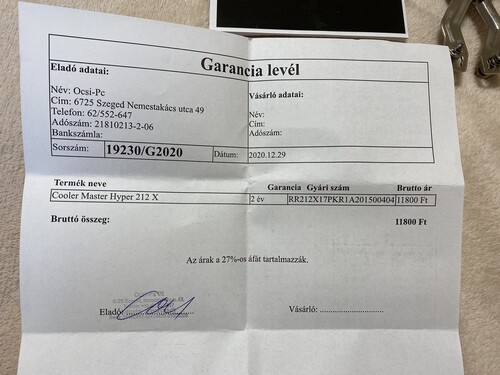 Garancia levél
Eladó adatai:
Név: Ocsi-Pc
Cím: 6725 Szeged Nemestakács utca 49
Telefon: 62/552-647
Adószám: 21810213-2-06
Bankszámla:
Vásárló adatai:
Név:
Cím:
Adószám:
Sorszám: 19230/G2020 Dátum: 2020.12.29
Termék neve Garancia Gyári szám Brutto ár
Cooler Master Hyper 212 X 2 év RR212X17PKR1A201500404 11800 Ft
Bruttó összeg: 11800 Ft
Az árak a 27%-os áfát tartalmazzák.
Eladó: Vásárló: ........................